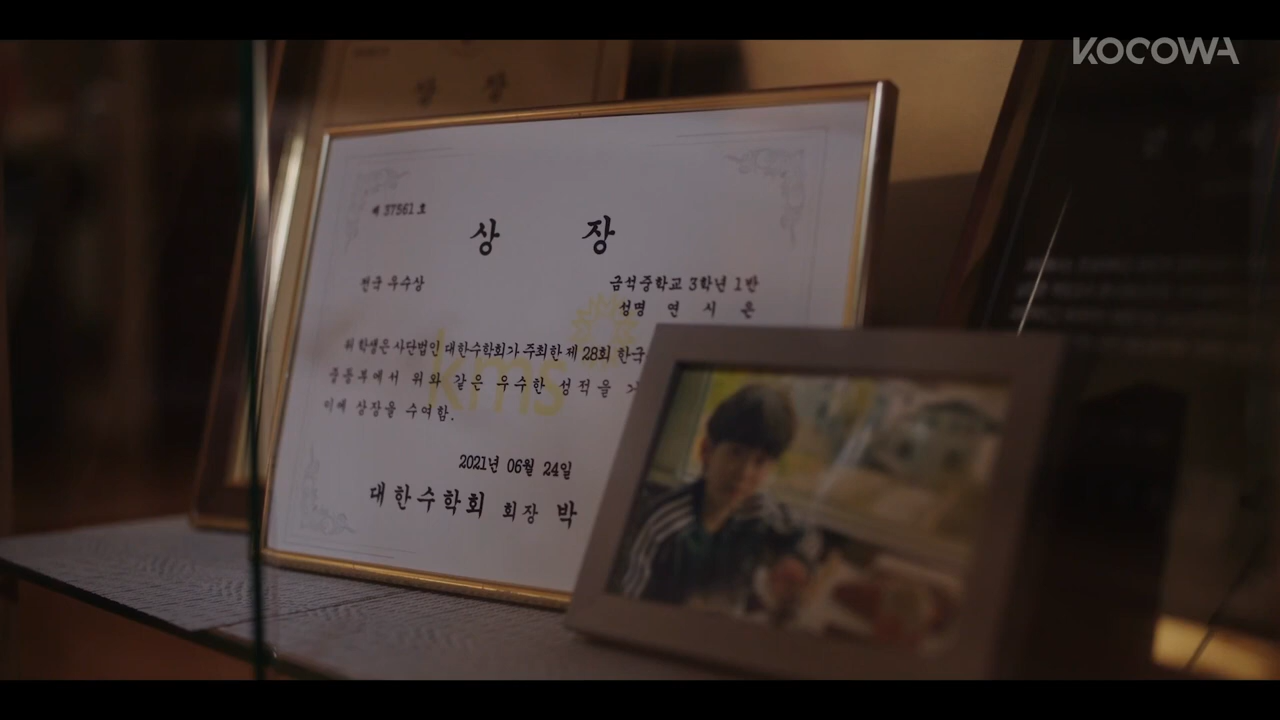 KOCOWA
제 37561 호
상 장
전국 우수상
금석중학교 3학년 1반
성명 연 시 은
위 학생은 사단법인 대한수학회가 주최한 제 28회 한국
중등부에서 위와 같은 우수한 성적을
이에 상장을 수여함.
kms
2021년 06월 24일
대한수학회 회장 박